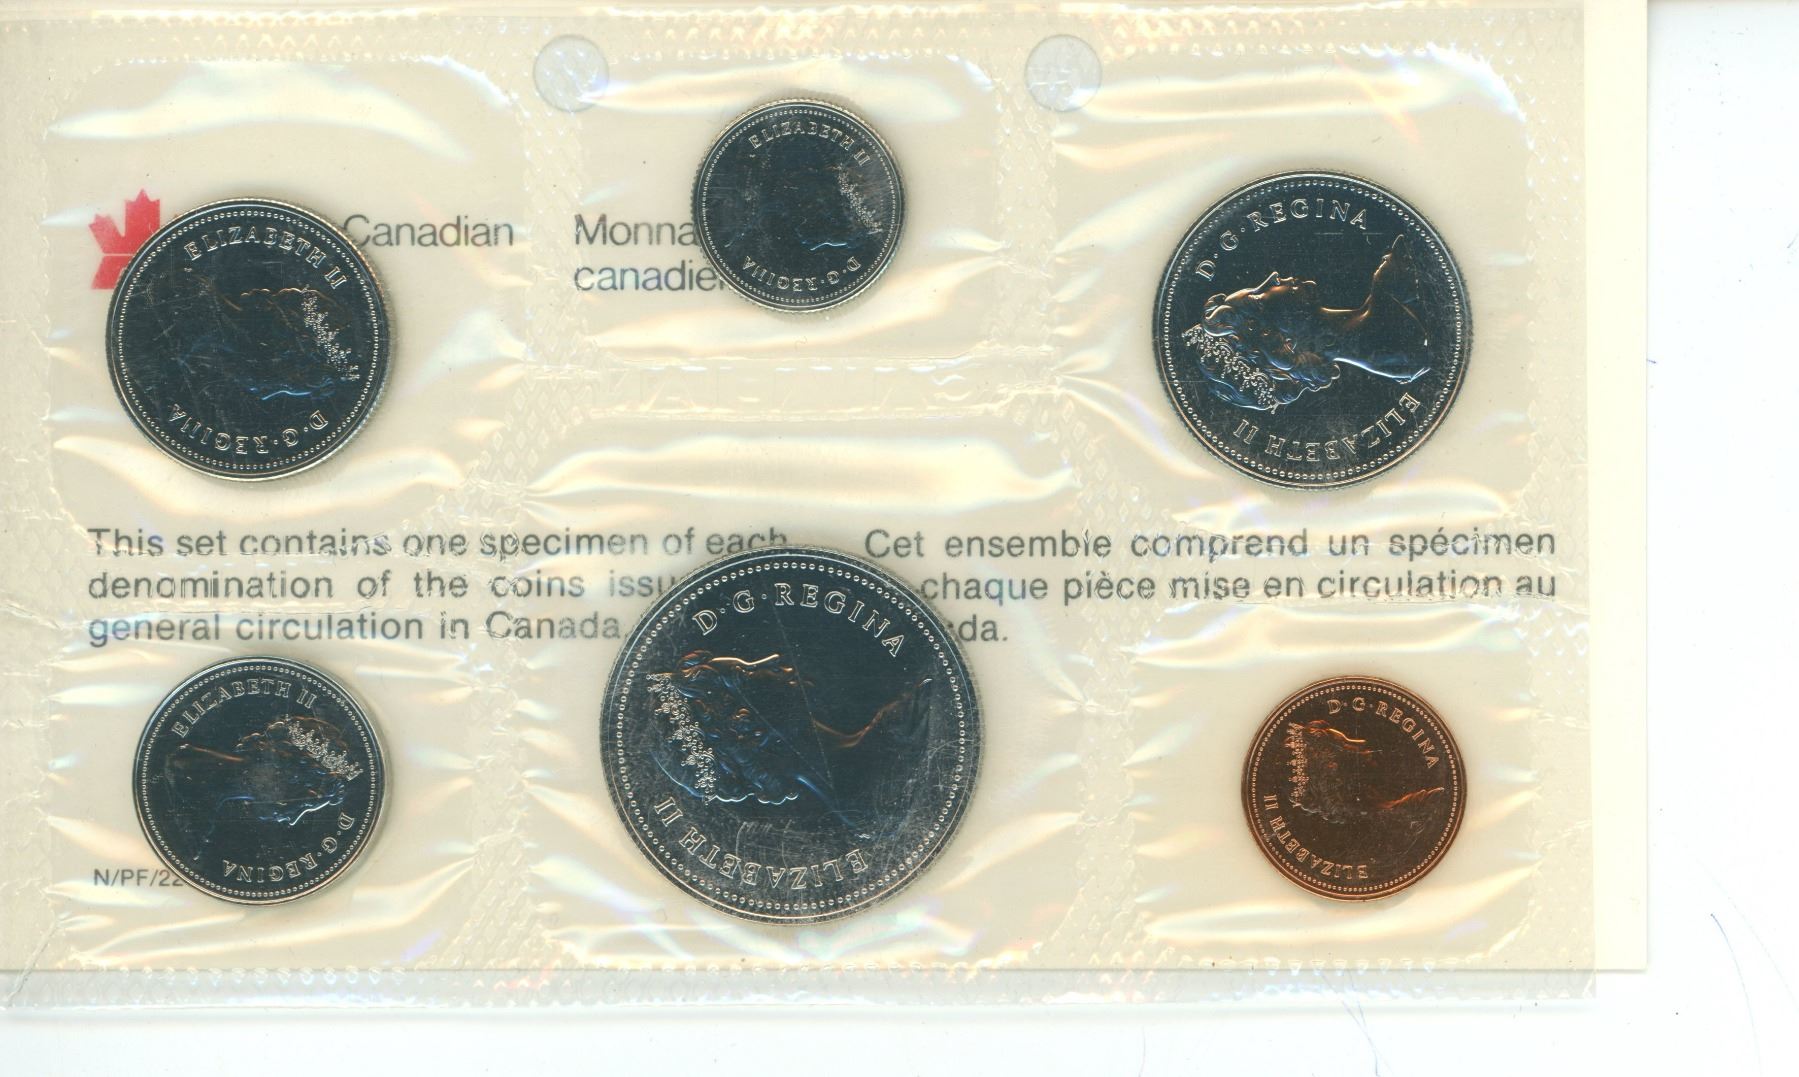 Canadian
Monna
canadie
This set contains one specimen of each
denomination of the coins issu
general circulation in Canada.
Cet ensemble comprend un spécimen
chaque pièce mise en circulation au
da.
N/PF/22
ELIZABETH II D·G·REGINA
ELIZABETH II D·G·REGINA
ELIZABETH II D·G·REGINA
ELIZABETH II D·G·REGINA
ELIZABETH II D·G·REGINA
ELIZABETH II D·G·REGINA